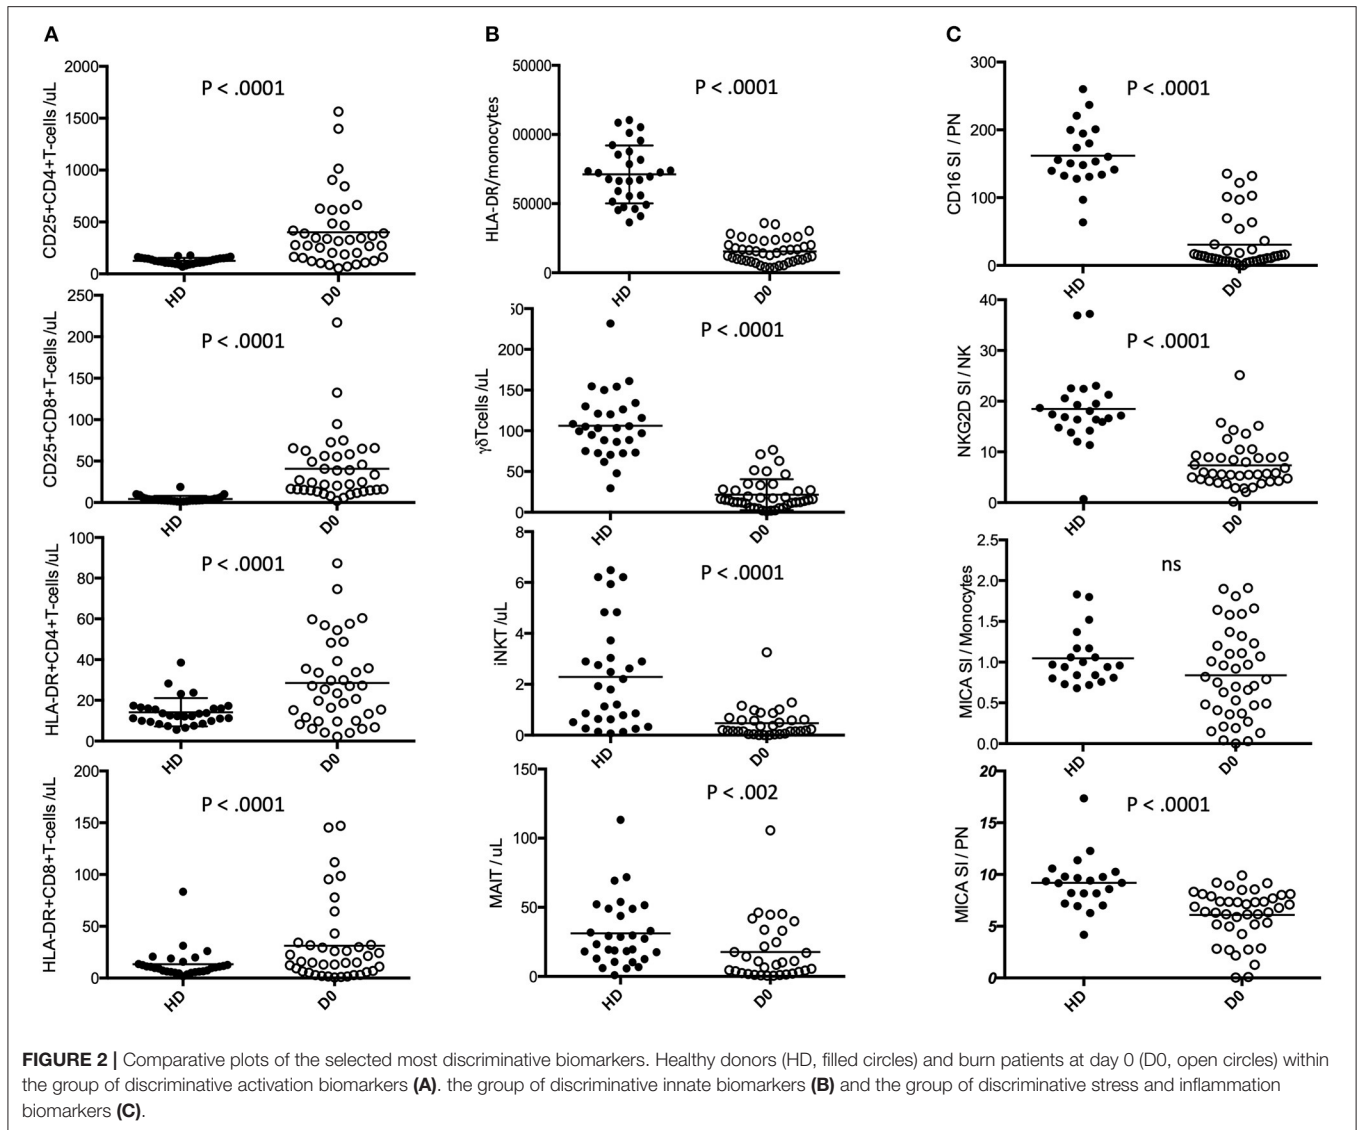 A
B
C
CD25+CD4+T-cells /uL
2000
1500
1000
500
0
P < .0001
HD
D0
CD25+CD8+T-cells /uL
250
200
150
100
50
0
P < .0001
HD
D0
HLA-DR+CD4+T-cells /uL
100
80
60
40
20
0
P < .0001
HD
D0
HLA-DR+CD8+T-cells /uL
200
150
100
50
0
P < .0001
HD
D0
HLA-DR/monocytes
50000
00000
50000
0
P < .0001
HD
D0
γδTcells /uL
50
200
150
100
50
0
P < .0001
HD
D0
iNKT /uL
8
6
4
2
0
P < .0001
HD
D0
MAIT / uL
150
100
50
0
P < .002
HD
D0
CD16 SI / PN
300
200
100
0
P < .0001
HD
D0
NKG2D SI / NK
40
30
20
10
0
P < .0001
HD
D0
MICA SI / Monocytes
2.5
2.0
1.5
1.0
0.5
0.0
ns
HD
D0
MICA SI / PN
20
15
10
5
0
P < .0001
HD
D0
FIGURE 2 | Comparative plots of the selected most discriminative biomarkers. Healthy donors (HD, filled circles) and burn patients at day 0 (D0, open circles) within
the group of discriminative activation biomarkers (A). the group of discriminative innate biomarkers (B) and the group of discriminative stress and inflammation
biomarkers (C).